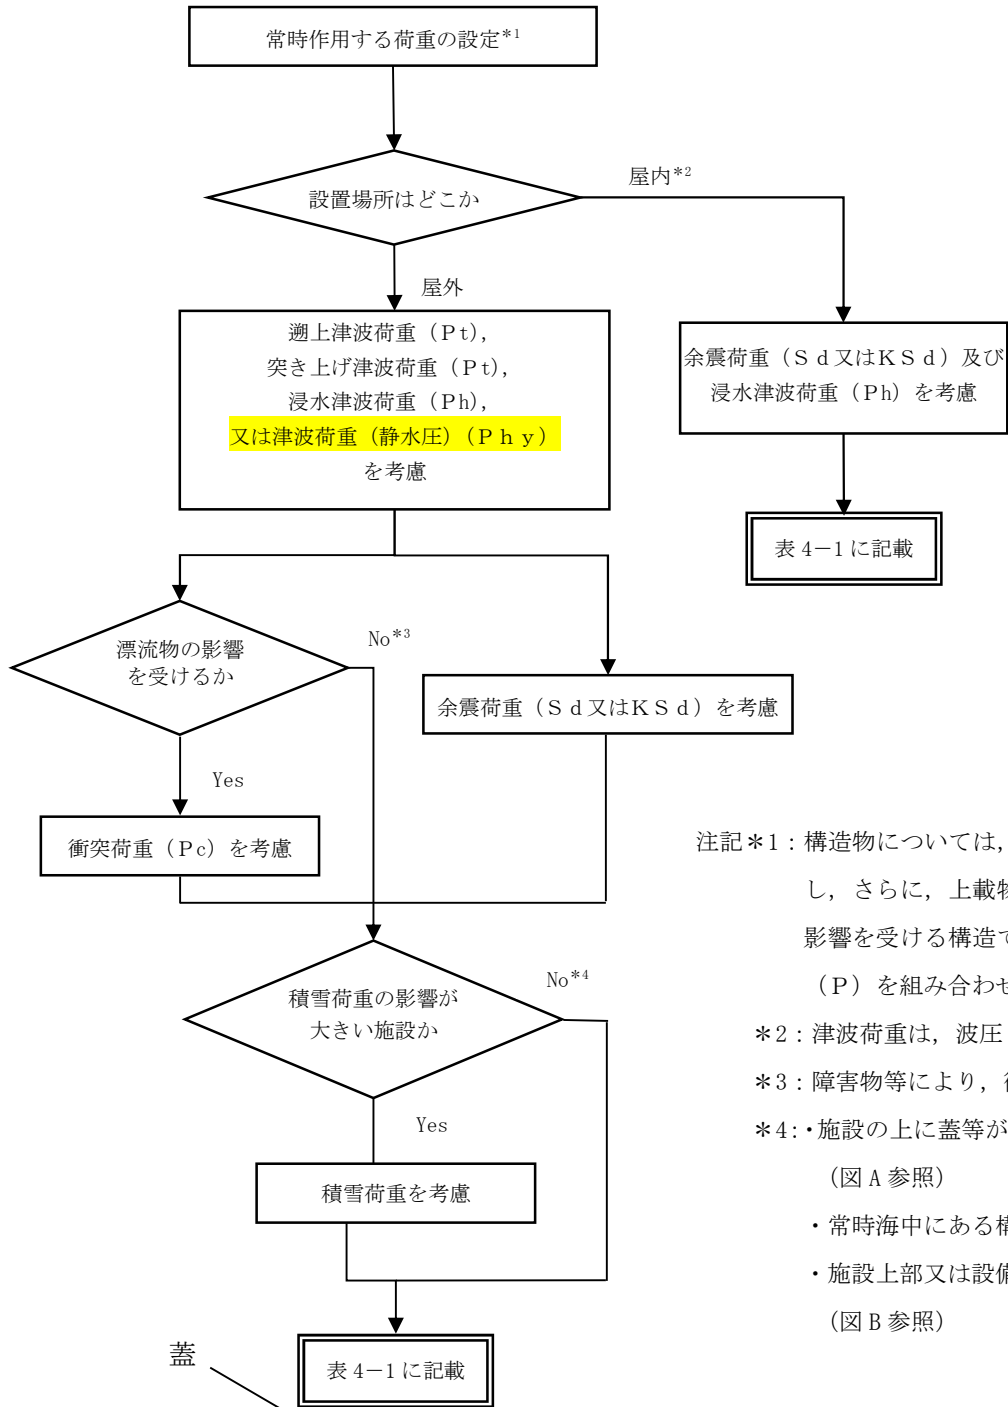 常時作用する荷重の設定*1
設置場所はどこか
屋内*2
屋外
遡上津波荷重（Ｐt），
突き上げ津波荷重（Ｐt），
浸水津波荷重（Ｐh），
又は津波荷重（静水圧）（Ｐｈｙ）
を考慮
余震荷重（Ｓｄ又はＫＳｄ）及び
浸水津波荷重（Ｐh）を考慮
表 4－1 に記載
漂流物の影響
を受けるか
No*3
Yes
余震荷重（Ｓｄ又はＫＳｄ）を考慮
衝突荷重（Ｐc）を考慮
積雪荷重の影響が
大きい施設か
No*4
Yes
積雪荷重を考慮
表 4－1 に記載
蓋
注記＊1：構造物については，
し，さらに，上載物
影響を受ける構造で
（Ｐ）を組み合わせ
＊2：津波荷重は，波圧
＊3：障害物等により，
＊4：・施設の上に蓋等が
（図 A 参照）
・常時海中にある構
・施設上部又は設備
（図 B 参照）